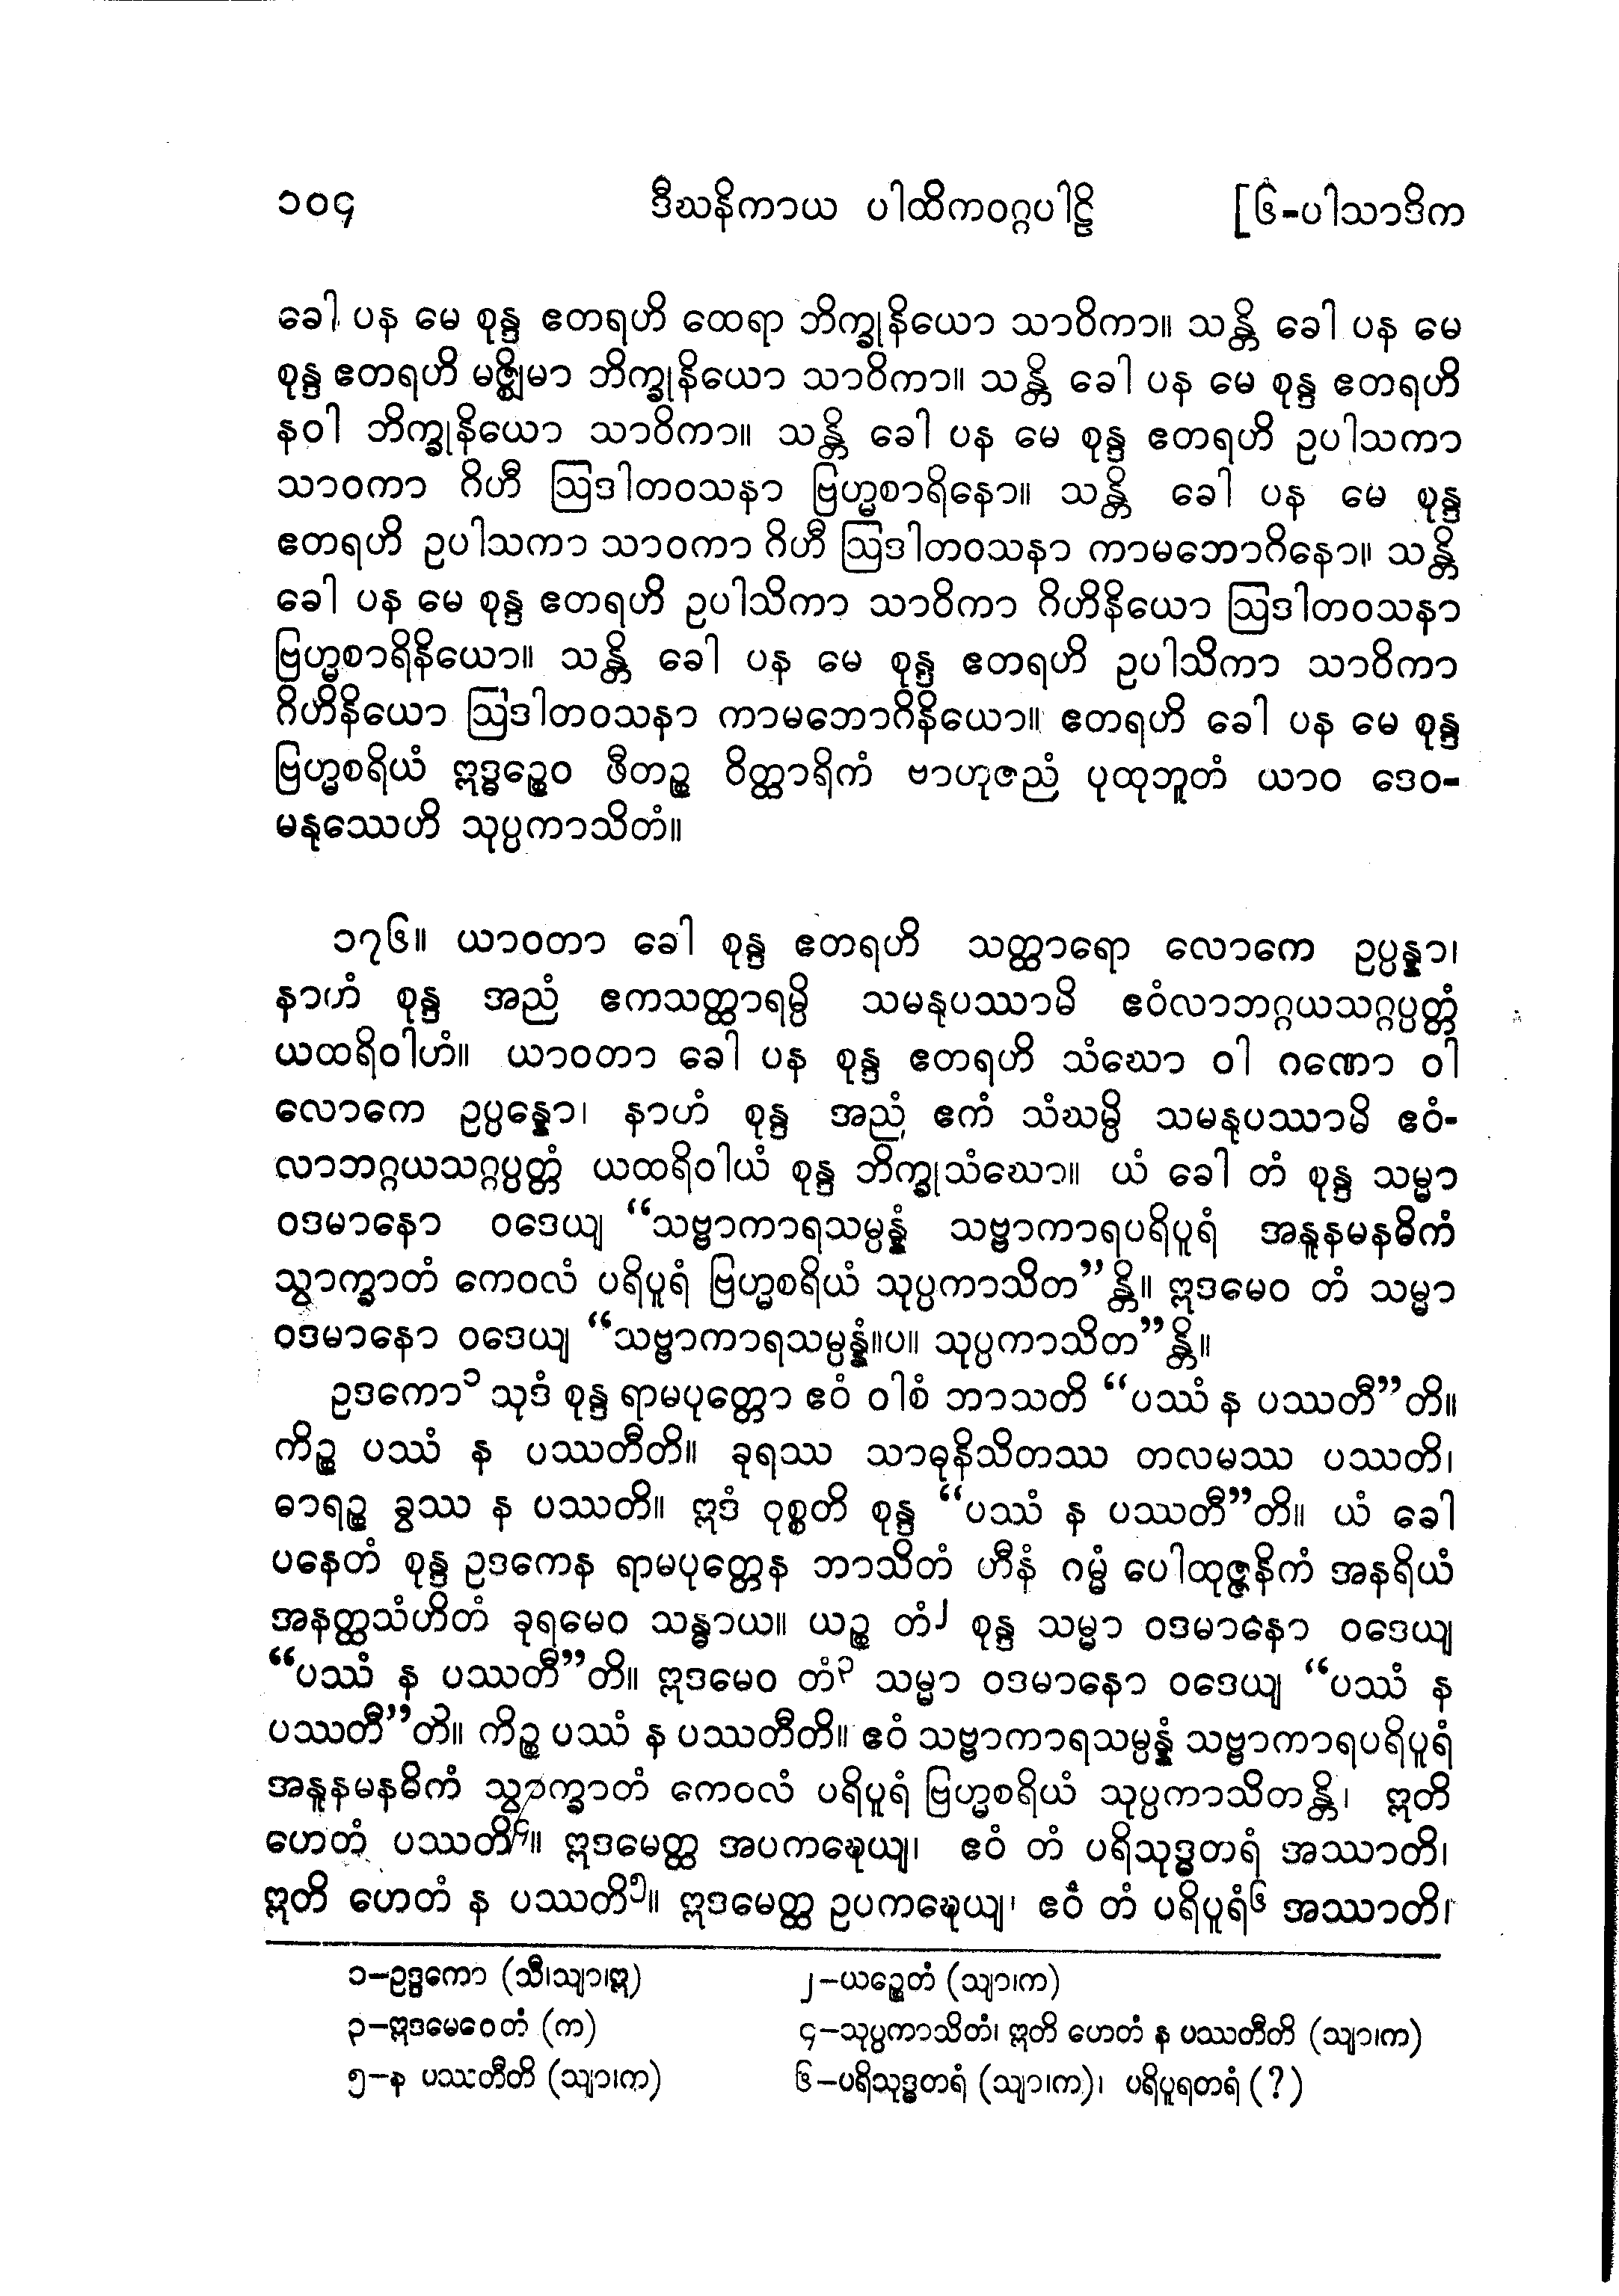 ၁၀၄ ဒီဃနိကာယ ပါထိကဝဂ္ဂပါဠိ [၆-ပါသာဒိက
ခေါ ပန မေ စုန္ဒ ဧတရဟိ ထေရာ ဘိက္ခုနိယော သာဝိကာ။ သန္တိ ခေါ ပန မေ
စုန္ဒ ဧတရဟိ မဇ္ဈိမာ ဘိက္ခုနိယော သာဝိကာ။ သန္တိ ခေါ ပန မေ စုန္ဒ ဧတရဟိ
နဝါ ဘိက္ခုနိယော သာဝိကာ။ သန္တိ ခေါ ပန မေ စုန္ဒ ဧတရဟိ ဥပါသကာ
သာဝကာ ဂိဟီ ဩဒါတဝသနာ ဗြဟ္မစာရိနော။ သန္တိ ခေါ ပန မေ စုန္ဒ
ဧတရဟိ ဥပါသကာ သာဝကာ ဂိဟီ ဩဒါတဝသနာ ကာမဘောဂိနော။ သန္တိ
ခေါ ပန မေ စုန္ဒ ဧတရဟိ ဥပါသိကာ သာဝိကာ ဂိဟိနိယော ဩဒါတဝသနာ
ဗြဟ္မစာရိနိယော။ သန္တိ ခေါ ပန မေ စုန္ဒ ဧတရဟိ ဥပါသိကာ သာဝိကာ
ဂိဟိနိယော ဩဒါတဝသနာ ကာမဘောဂိနိယော။ ဧတရဟိ ခေါ ပန မေ စုန္ဒ
ဗြဟ္မစရိယံ ဣဒ္ဓဉ္စေဝ ဖီတဉ္စ ဝိတ္ထာရိကံ ဗာဟုဇညံ ပုထုဘူတံ ယာဝ ဒေဝ-
မနုဿေဟိ သုပ္ပကာသိတံ။
၁၇၆။ ယာဝတာ ခေါ စုန္ဒ ဧတရဟိ သတ္ထာရော လောကေ ဥပ္ပန္နာ၊
နာဟံ စုန္ဒ အညံ ဧကသတ္ထာရမ္ပိ သမနုပဿာမိ ဧဝံလာဘဂ္ဂယသဂ္ဂပ္ပတ္တံ
ယထရိဝါဟံ။ ယာဝတာ ခေါ ပန စုန္ဒ ဧတရဟိ သံဃော ဝါ ဂဏော ဝါ
လောကေ ဥပ္ပန္နော၊ နာဟံ စုန္ဒ အညံ ဧကံ သံဃမ္ပိ သမနုပဿာမိ ဧဝံ-
လာဘဂ္ဂယသဂ္ဂပ္ပတ္တံ ယထရိဝါယံ စုန္ဒ ဘိက္ခုသံဃော။ ယံ ခေါ တံ စုန္ဒ သမ္မာ
ဝဒမာနော ဝဒေယျ “သဗ္ဗာကာရသမ္ပန္နံ သဗ္ဗာကာရပရိပူရံ အနူနမနဓိကံ
သွာက္ခာတံ ကေဝလံ ပရိပူရံ ဗြဟ္မစရိယံ သုပ္ပကာသိတ”န္တိ။ ဣဒမေဝ တံ သမ္မာ
ဝဒမာနော ဝဒေယျ “သဗ္ဗာကာရသမ္ပန္နံ။ပ။ သုပ္ပကာသိတ”န္တိ။
ဥဒကော၁ သုဒံ စုန္ဒ ရာမပုတ္တော ဧဝံ ဝါစံ ဘာသတိ “ပဿံ န ပဿတီ”တိ။
ကိဉ္စ ပဿံ န ပဿတီတိ။ ခုရဿ သာဓုနိသိတဿ တလမဿ ပဿတိ၊
ဓာရဉ္စ ခွဿ န ပဿတိ။ ဣဒံ ဝုစ္စတိ စုန္ဒ “ပဿံ န ပဿတီ”တိ။ ယံ ခေါ
ပနေတံ စုန္ဒ ဥဒကေန ရာမပုတ္တေန ဘာသိတံ ဟီနံ ဂမ္မံ ပေါထုဇ္ဇနိကံ အနရိယံ
အနတ္ထသံဟိတံ ခုရမေဝ သန္ဓာယ။ ယဉ္စ တံ၂ စုန္ဒ သမ္မာ ဝဒမာနော ဝဒေယျ
“ပဿံ န ပဿတီ”တိ။ ဣဒမေဝ တံ၃ သမ္မာ ဝဒမာနော ဝဒေယျ “ပဿံ န
ပဿတီ”တိ။ ကိဉ္စ ပဿံ န ပဿတီတိ။ ဧဝံ သဗ္ဗာကာရသမ္ပန္နံ သဗ္ဗာကာရပရိပူရံ
အနူနမနဓိကံ သွာက္ခာတံ ကေဝလံ ပရိပူရံ ဗြဟ္မစရိယံ သုပ္ပကာသိတန္တိ၊ ဣတိ
ဟေတံ ပဿတိ၄။ ဣဒမေတ္ထ အပကဍ္ဎေယျ၊ ဧဝံ တံ ပရိသုဒ္ဓတရံ အဿာတိ၊
ဣတိ ဟေတံ န ပဿတိ၅။ ဣဒမေတ္ထ ဥပကဍ္ဎေယျ၊ ဧဝံ တံ ပရိပူရံ၆ အဿာတိ၊
၁−ဥဒ္ဒကော (သီ၊သျာ၊ဣ) ၂−ယဉ္စေတံ (သျာ၊က)
၃−ဣဒမေဝေတံ (က) ၄−သုပ္ပကာသိတံ၊ ဣတိ ဟေတံ န ပဿတီတိ (သျာ၊က)
၅−န ပဿတီတိ (သျာ၊က) ၆−ပရိသုဒ္ဓတရံ (သျာ၊က)၊ ပရိပူရတရံ (?)